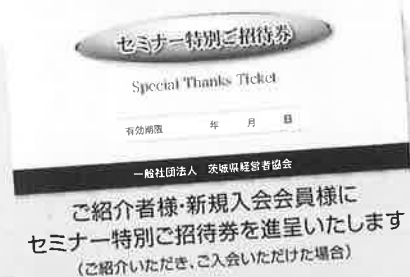 セミナー特別ご招待券
Special Thanks Ticket
有効期限 年 月 日
一般社団法人 茨城県経営者協会
ご紹介者様・新規入会会員様に
セミナー特別ご招待券を進呈いたします
(ご紹介いただき、ご入会いただけた場合)